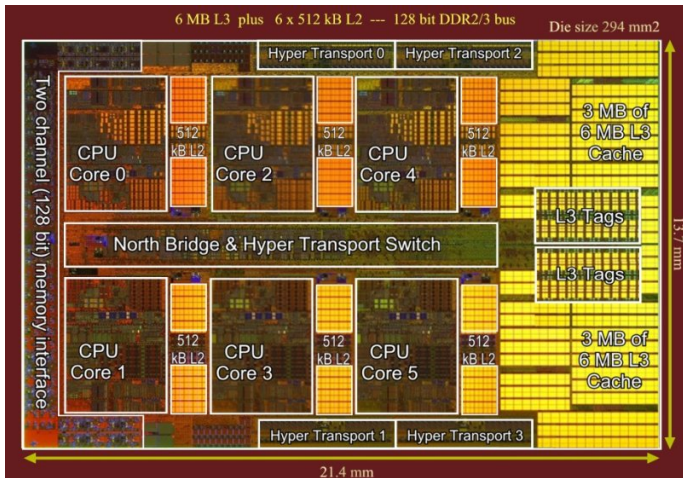 6 MB L3 plus 6 x 512 kB L2 --- 128 bit DDR2/3 bus
Die size 294 mm2
Hyper Transport 0
Hyper Transport 2
Two channel (128 bit) memory interface
CPU
Core 0
512
kB L2
CPU
Core 2
512
kB L2
CPU
Core 4
512
kB L2
3 MB of
6 MB L3
Cache
L3 Tags
North Bridge & Hyper Transport Switch
L3 Tags
13.7 mm
CPU
Core 1
512
kB L2
CPU
Core 3
512
kB L2
CPU
Core 5
512
kB L2
3 MB of
6 MB L3
Cache
Hyper Transport 1
Hyper Transport 3
21.4 mm